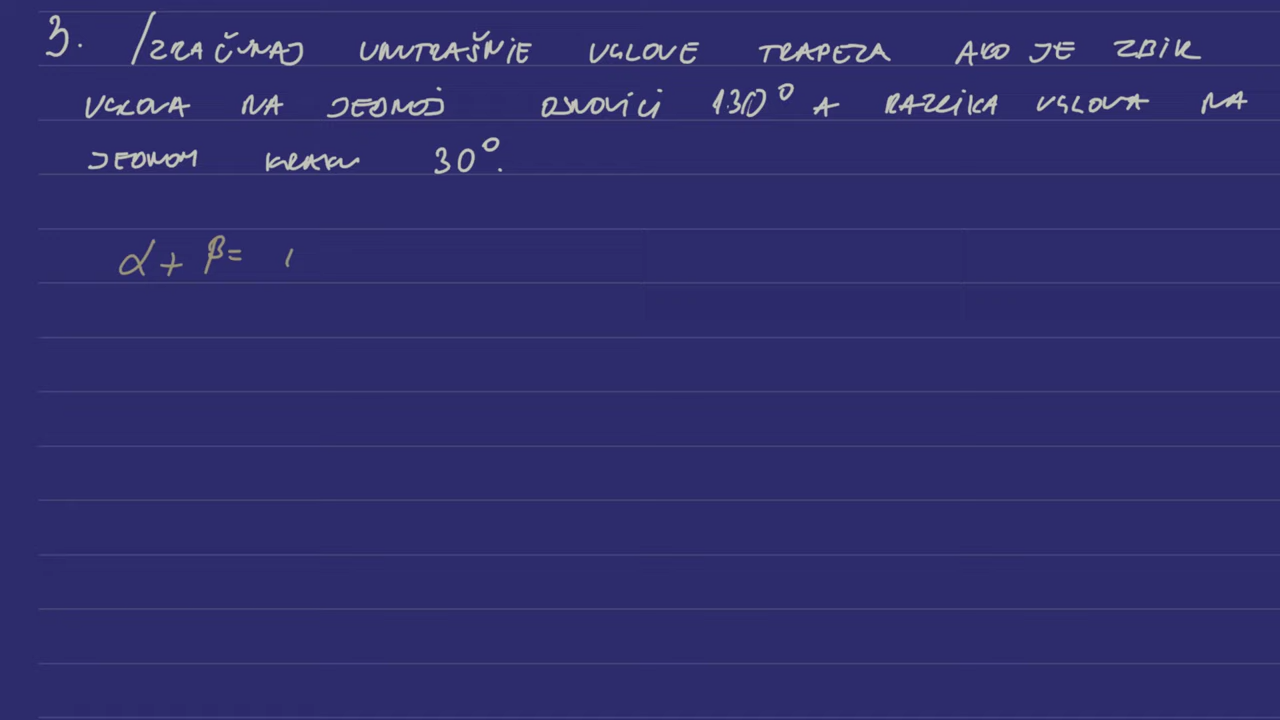 3. IZRAČUNAJ UNUTRAŠNJE UGLOVE TRAPEZA AKO JE ZBIR
UGLOVA NA JEDNOJ OSNOVICI 130° A RAZLIKA UGLOVA NA
JEDNOM KRAKU 30°.
α + β = 1